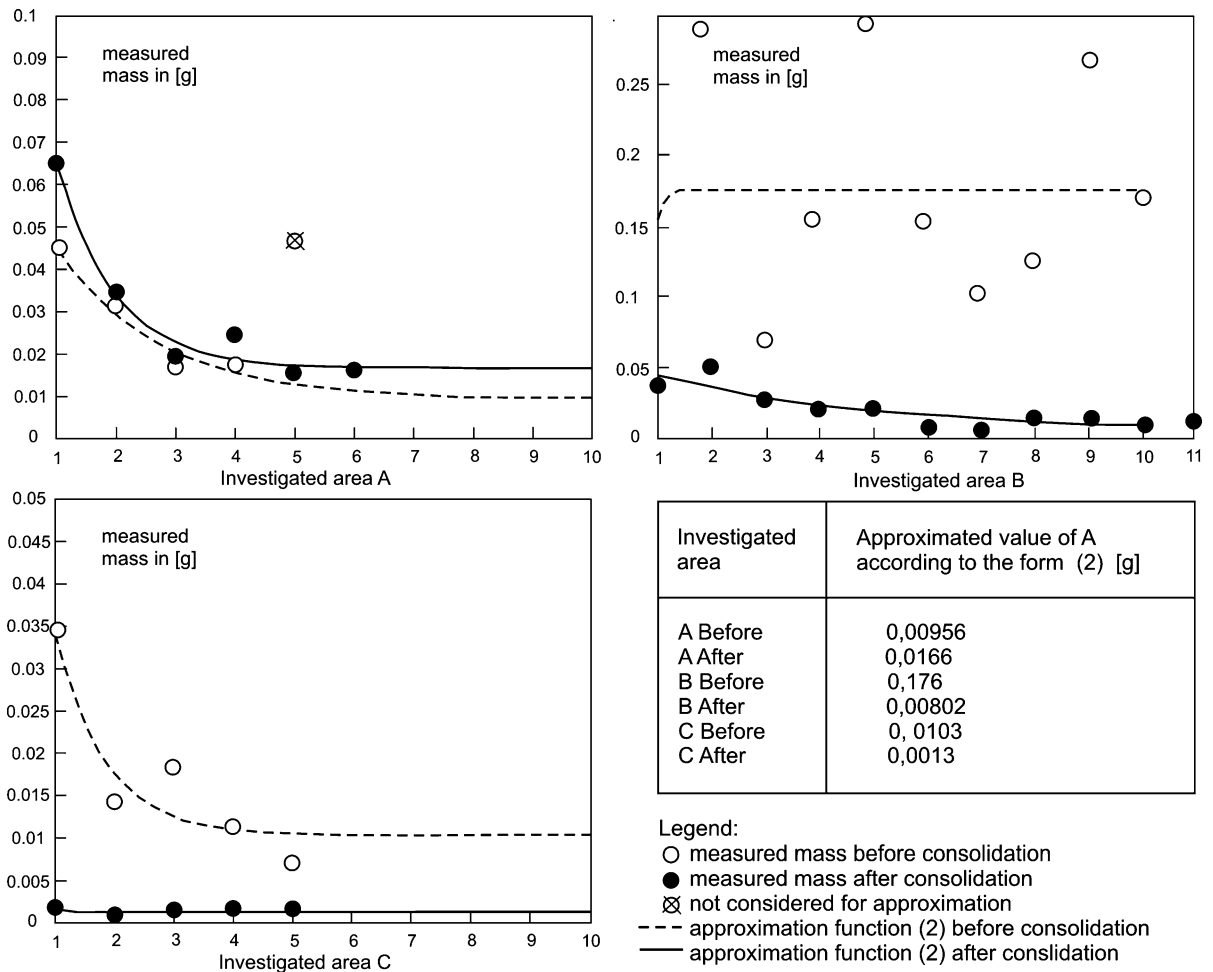 0.1
0.09
0.08
0.07
0.06
0.05
0.04
0.03
0.02
0.01
0
measured
mass in [g]
1 2 3 4 5 6 7 8 9 10
Investigated area A
0.25
0.2
0.15
0.1
0.05
0
measured
mass in [g]
1 2 3 4 5 6 7 8 9 10 11
Investigated area B
0.05
0.045
0.04
0.035
0.03
0.025
0.02
0.015
0.01
0.005
0
measured
mass in [g]
1 2 3 4 5 6 7 8 9 10
Investigated area C
Investigated
area
Approximated value of A
according to the form (2) [g]
A Before 0,00956
A After 0,0166
B Before 0,176
B After 0,00802
C Before 0, 0103
C After 0,0013
Legend:
measured mass before consolidation
measured mass after consolidation
not considered for approximation
approximation function (2) before consolidation
approximation function (2) after conslidation